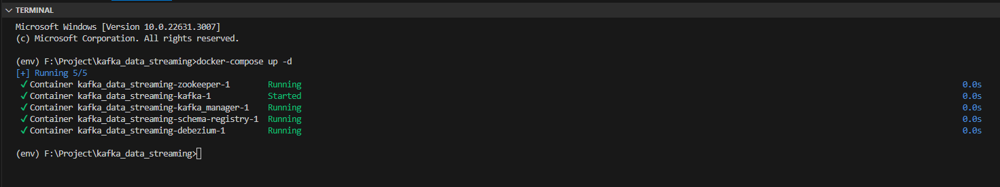 TERMINAL
Microsoft Windows [Version 10.0.22631.3007]
(c) Microsoft Corporation. All rights reserved.
(env) F:\Project\kafka_data_streaming>docker-compose up -d
[+] Running 5/5
✓ Container kafka_data_streaming-zookeeper-1 Running 0.0s
✓ Container kafka_data_streaming-kafka-1 Started 0.0s
✓ Container kafka_data_streaming-kafka_manager-1 Running 0.0s
✓ Container kafka_data_streaming-schema-registry-1 Running 0.0s
✓ Container kafka_data_streaming-debezium-1 Running 0.0s
(env) F:\Project\kafka_data_streaming>